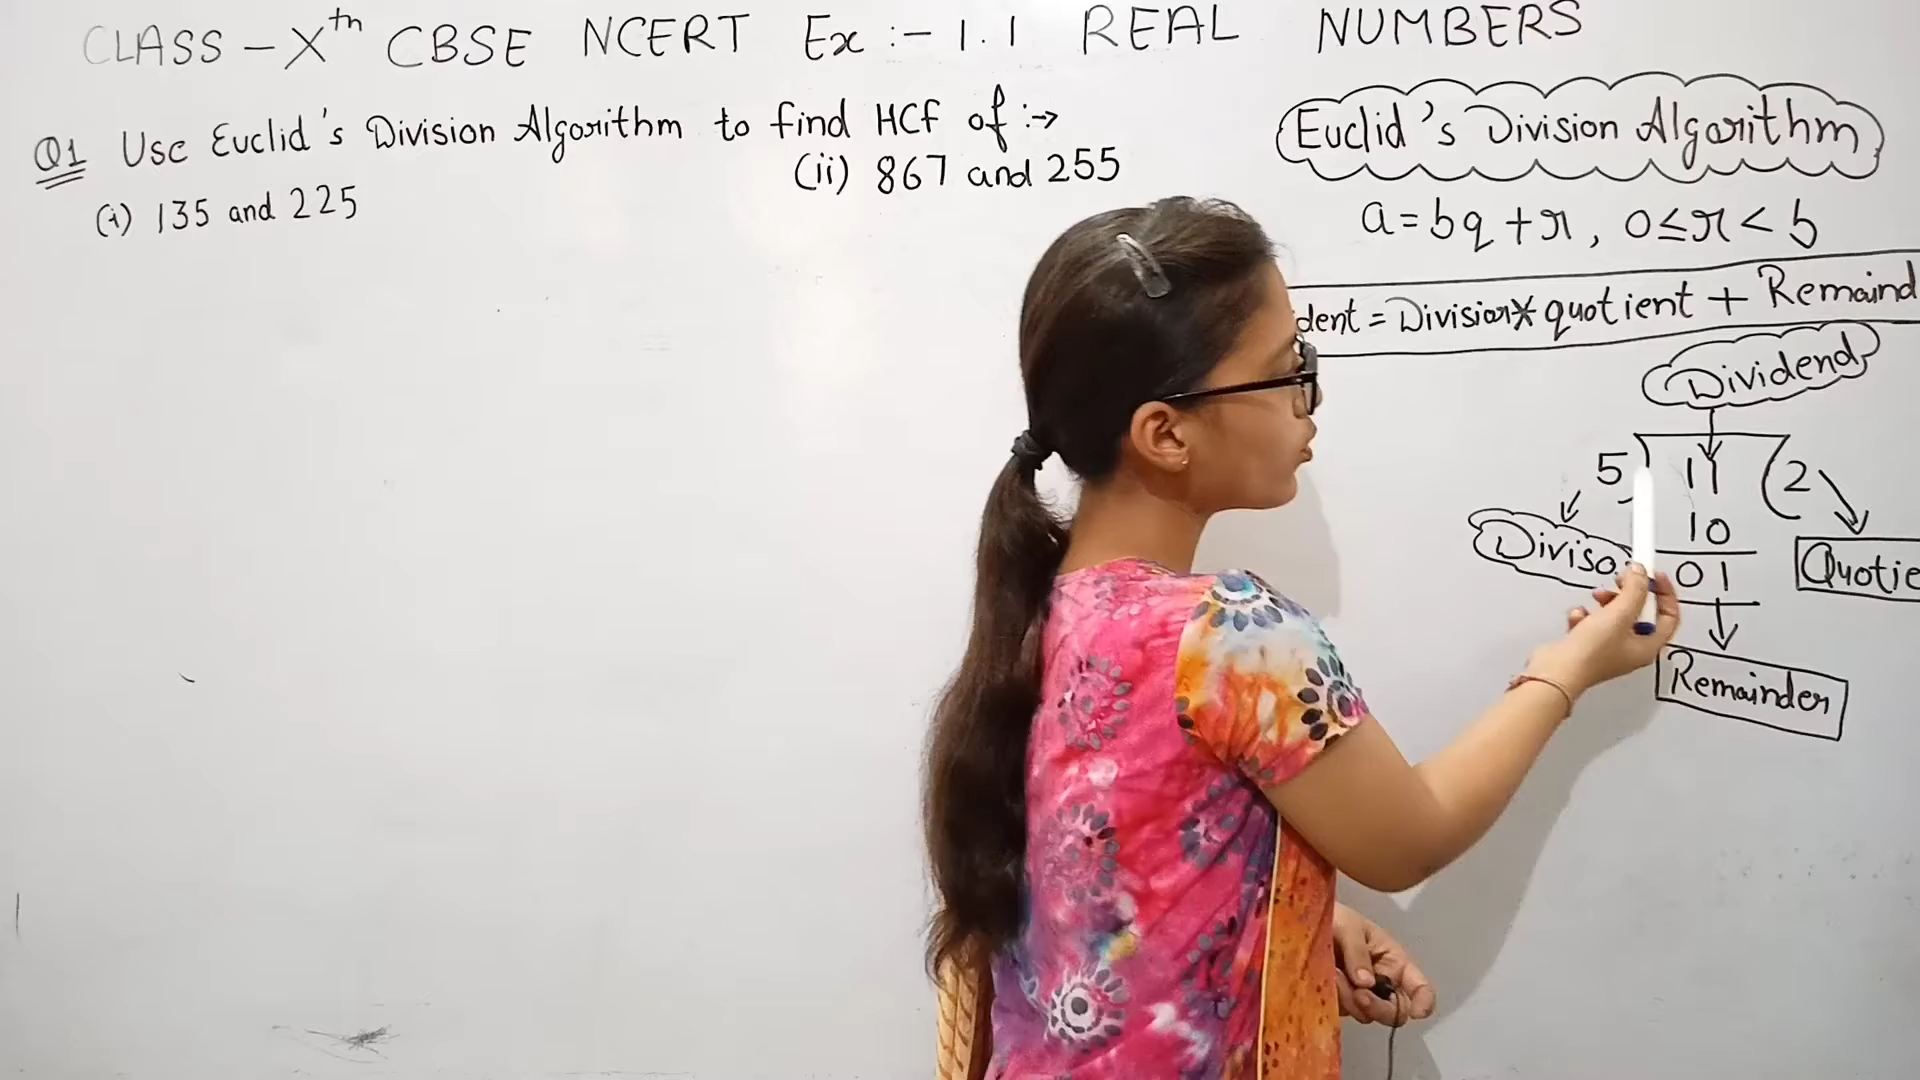 CLASS - Xth CBSE NCERT Ex :- 1.1 REAL NUMBERS
Q1 Use Euclid's Division Algorithm to find HCF of :→
(i) 135 and 225
(ii) 867 and 255
Euclid's Division Algorithm
a = bq + r, 0 ≤ r < b
dent = Division * quotient + Remaind
Dividend
5) 11 (2
10
01
Diviso
Quotie
Remainder